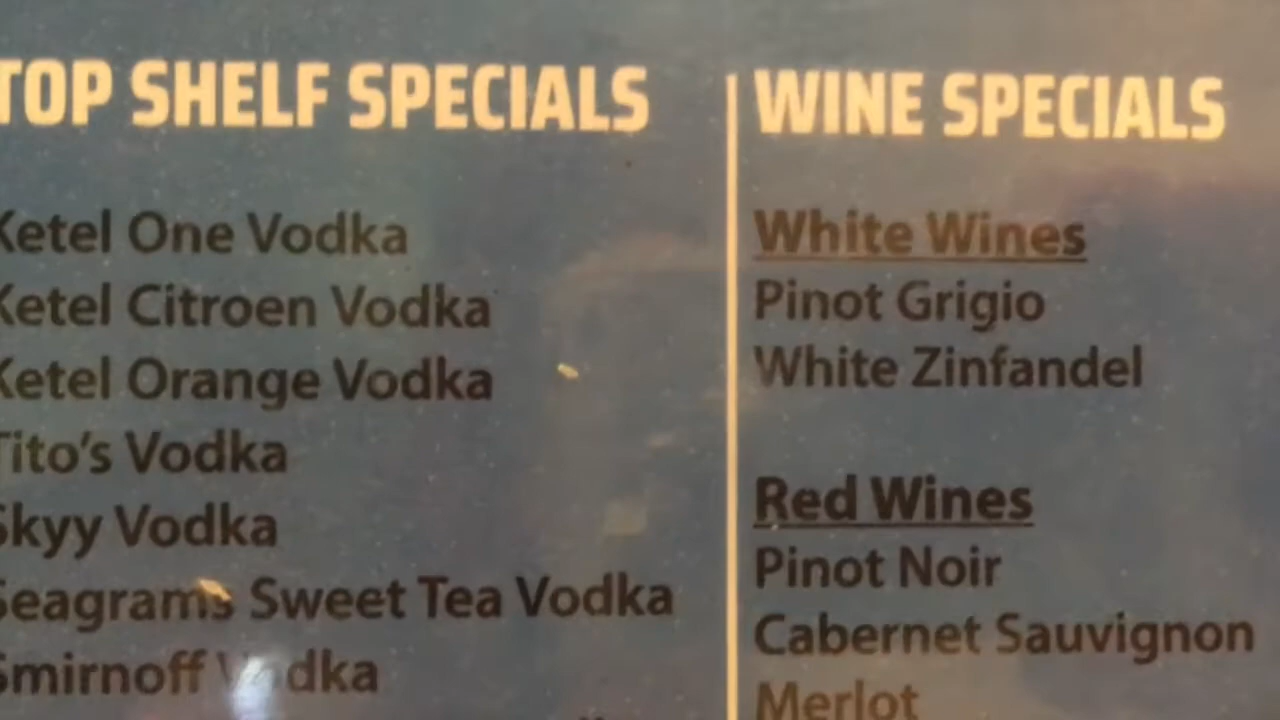 TOP SHELF SPECIALS
Ketel One Vodka
Ketel Citroen Vodka
Ketel Orange Vodka
Tito's Vodka
Skyy Vodka
Seagrams Sweet Tea Vodka
Smirnoff Vodka
WINE SPECIALS
White Wines
Pinot Grigio
White Zinfandel
Red Wines
Pinot Noir
Cabernet Sauvignon
Merlot